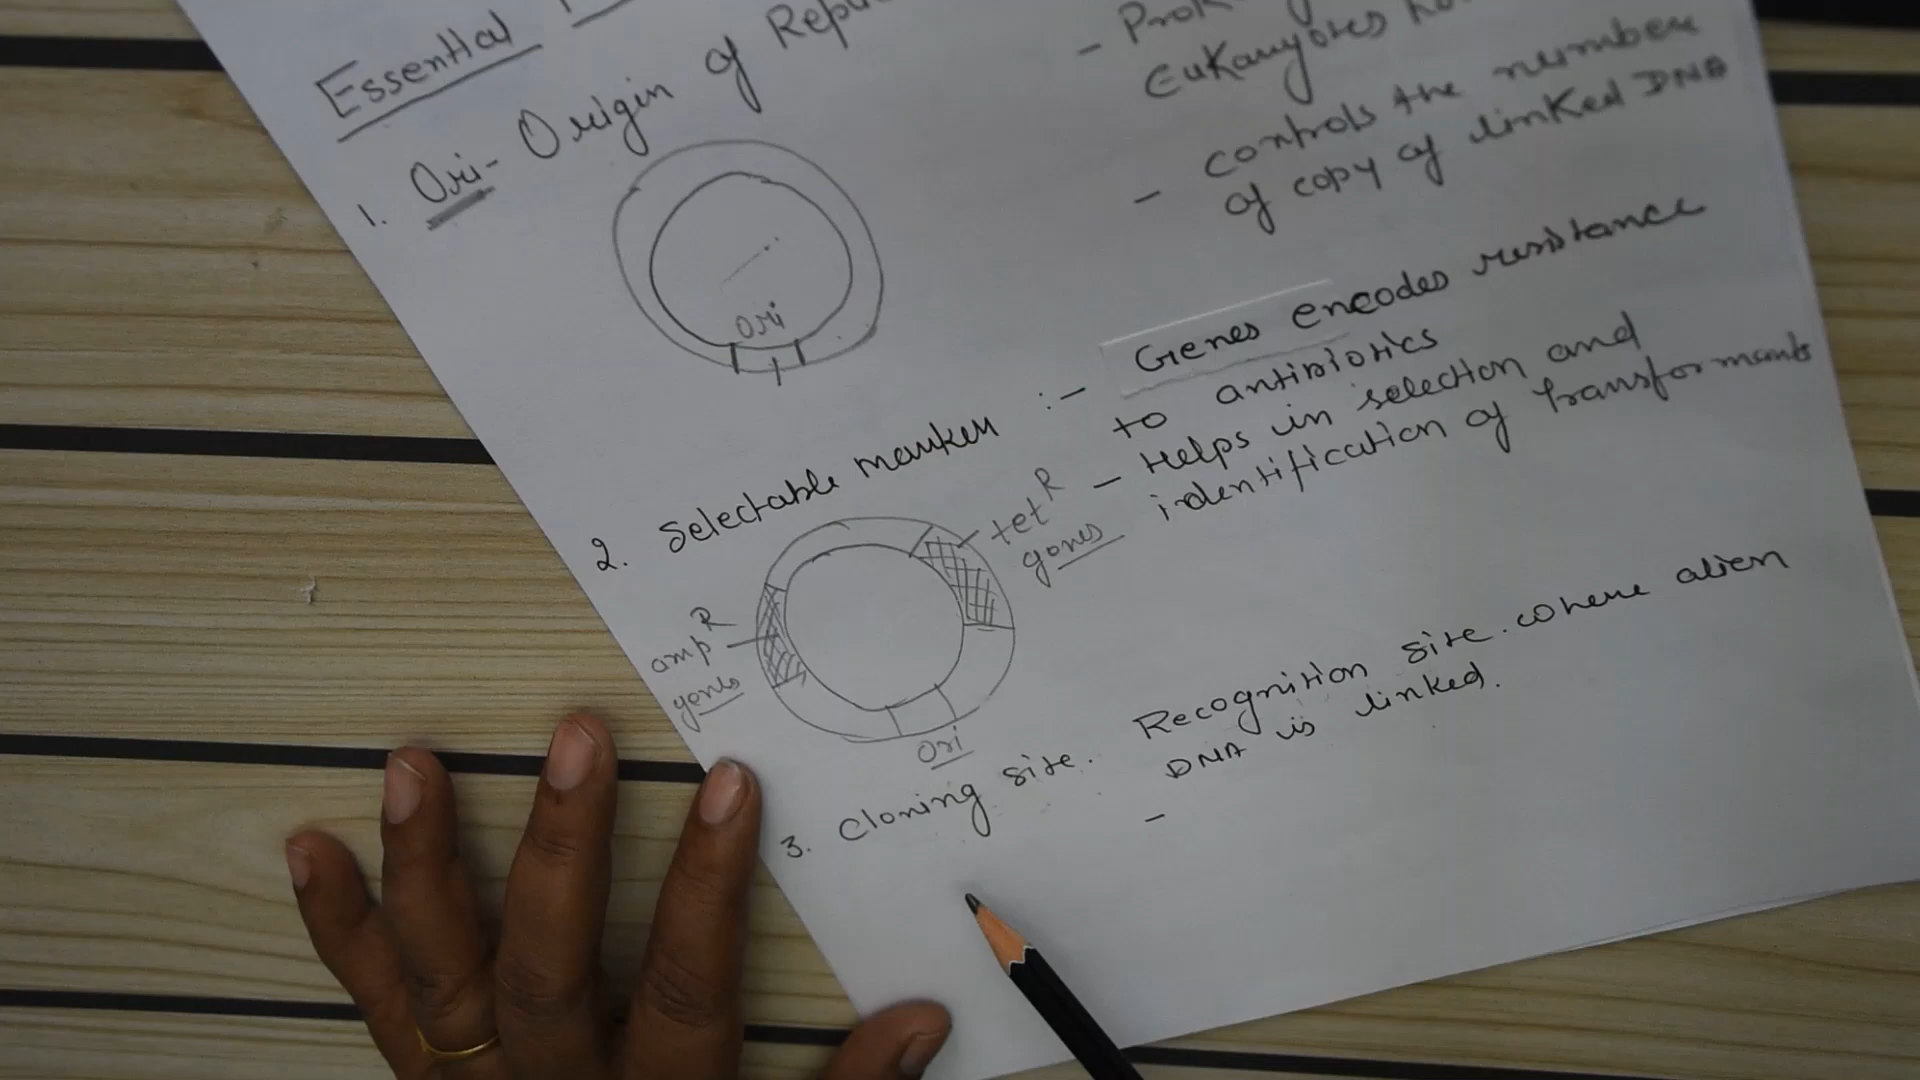 Essential
1. Ori- Origin of
Ori
Eukaryotes
- controls the number
of copy of linked DNA
2. Selectable marker :- Genes encodes resistance
to antibiotics
- Helps in selection and
identification of transformants
tet R
genes
amp R
genes
Ori
3. Cloning site. Recognition site. where alien
DNA is linked.
-